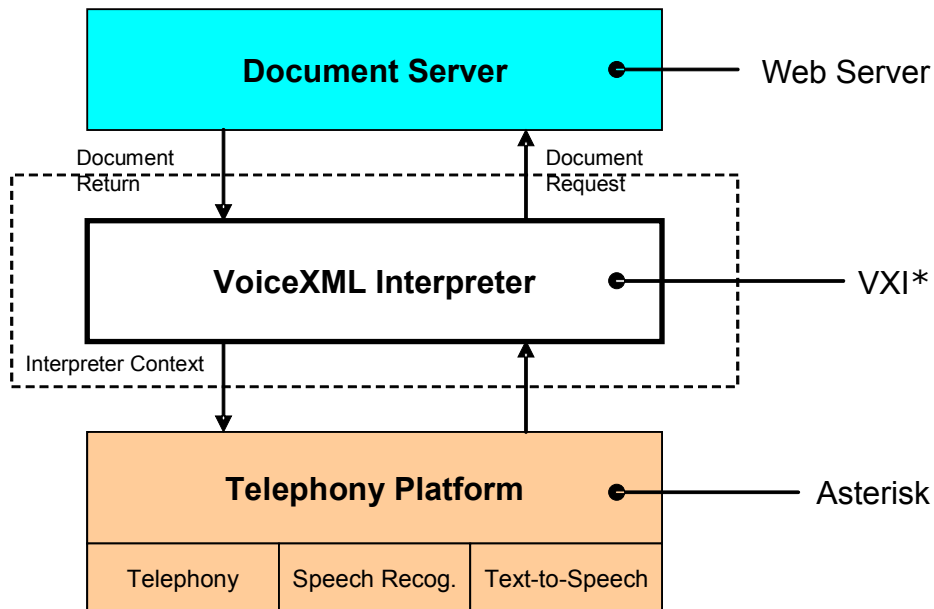 Document Server
Web Server
Document
Return
Document
Request
VoiceXML Interpreter
VXI*
Interpreter Context
Telephony Platform
Asterisk
Telephony
Speech Recog.
Text-to-Speech